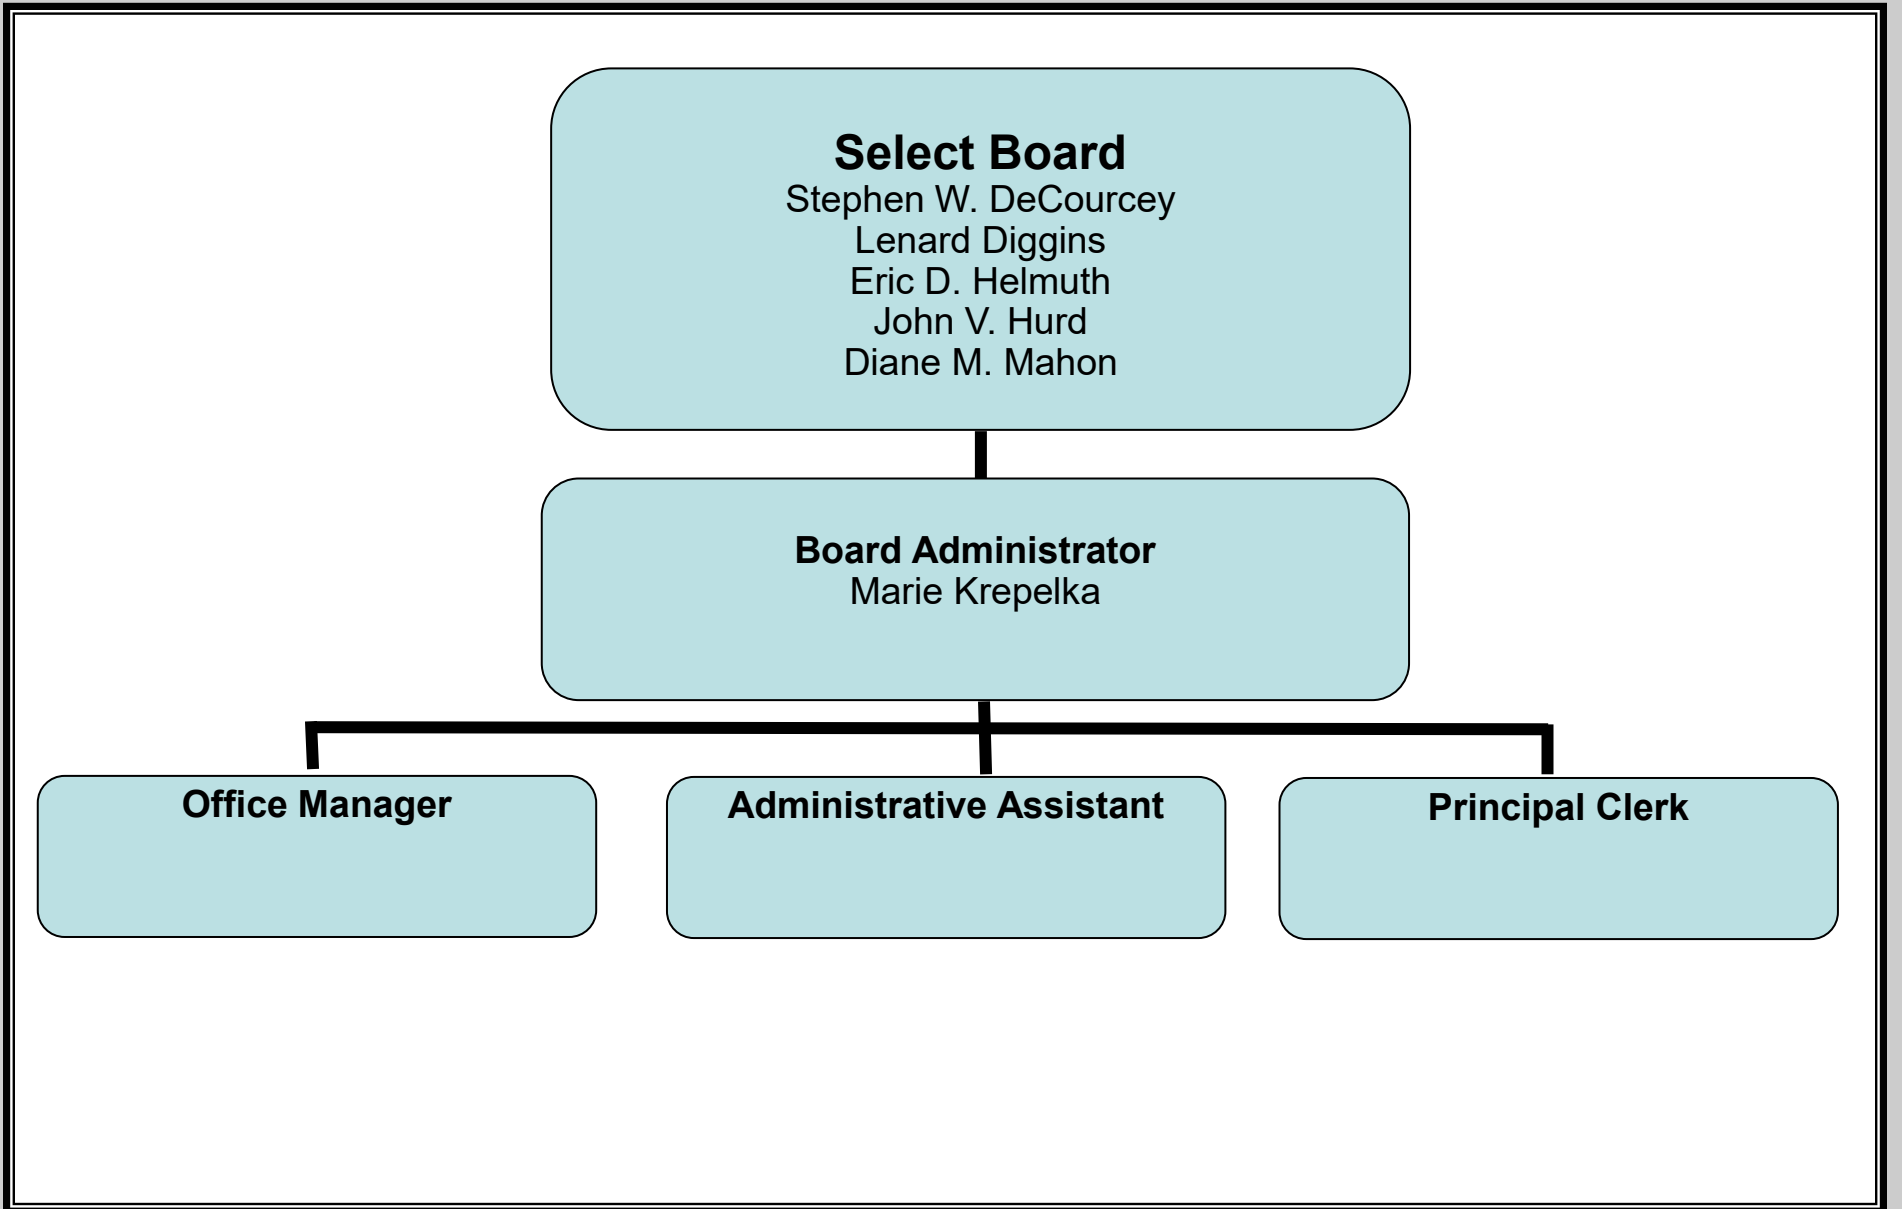 Select Board
Stephen W. DeCourcey
Lenard Diggins
Eric D. Helmuth
John V. Hurd
Diane M. Mahon
Board Administrator
Marie Krepelka
Office Manager
Administrative Assistant
Principal Clerk